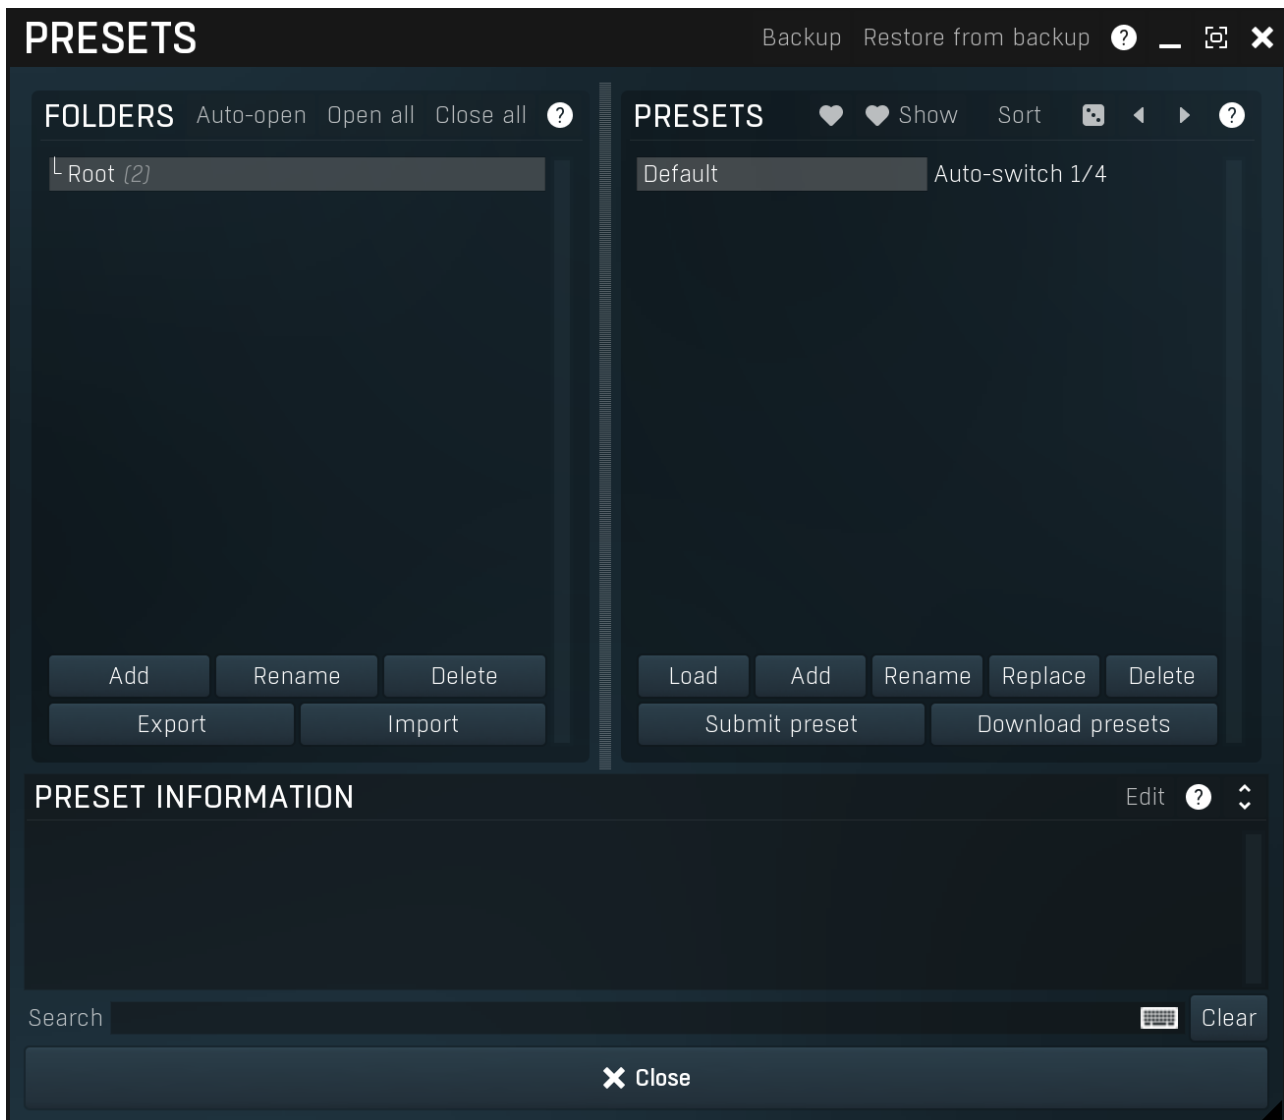 PRESETS Backup Restore from backup ?
FOLDERS Auto-open Open all Close all ?
PRESETS Show Sort ?
Root (2)
Default Auto-switch 1/4
Add Rename Delete
Export Import
Load Add Rename Replace Delete
Submit preset Download presets
PRESET INFORMATION Edit ?
Search Clear
Close